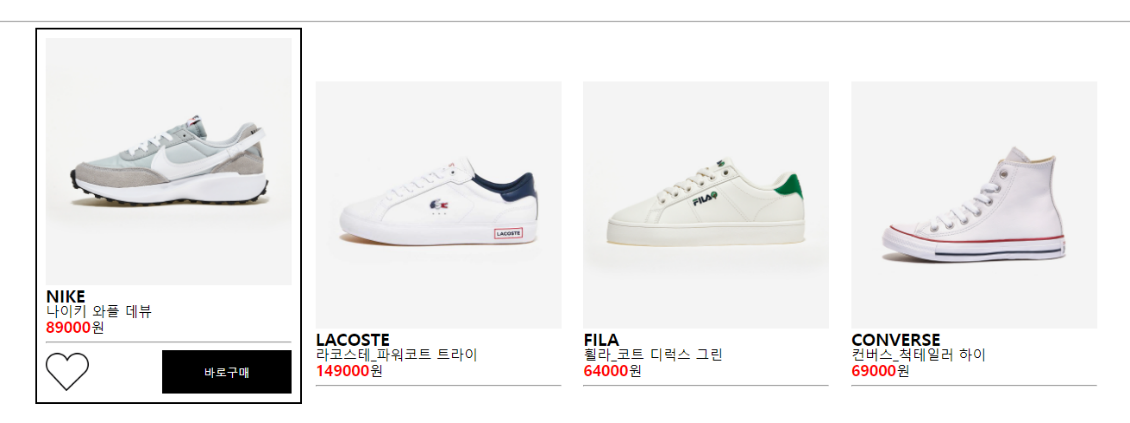 NIKE
나이키 와플 데뷰
89000원
바로구매
LACOSTE
LACOSTE
라코스테_파워코트 트라이
149000원
FILA
FILA
휠라_코트 디럭스 그린
64000원
CONVERSE
컨버스_척테일러 하이
69000원